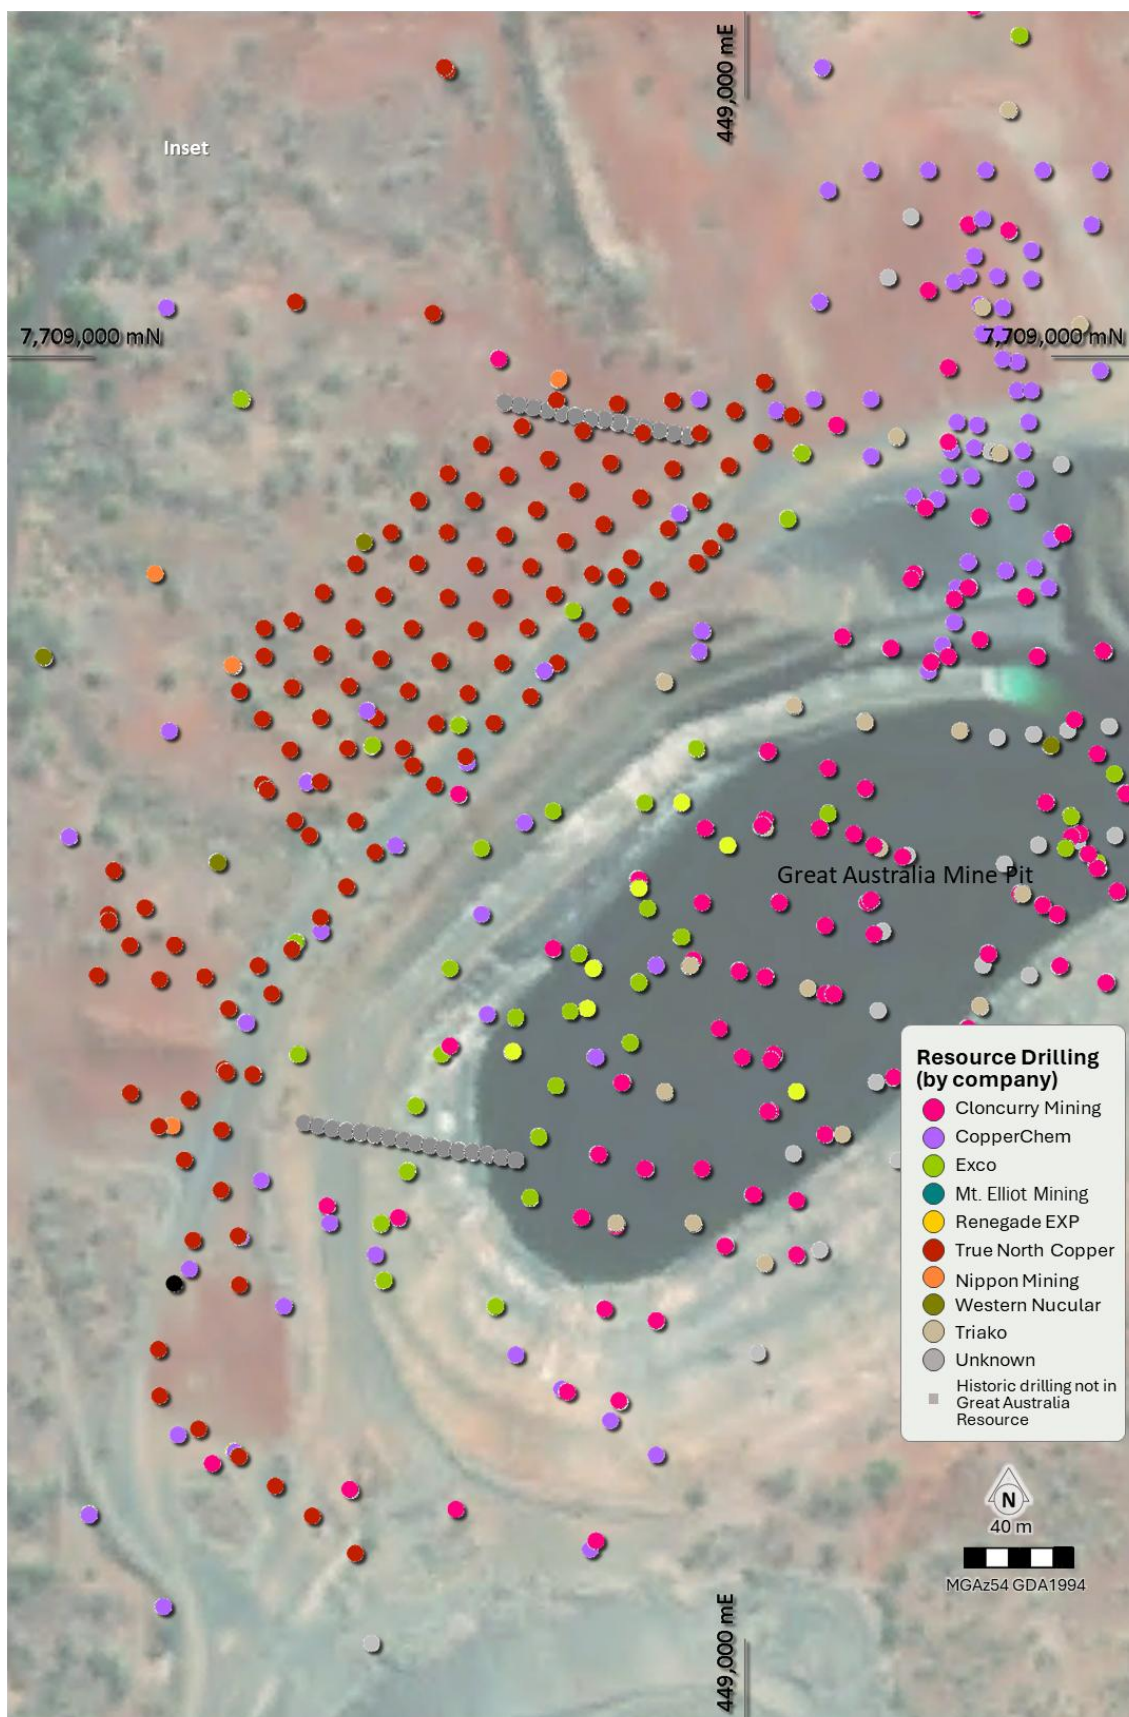 449,000 mE
Inset
7,709,000 mN
7,709,000 mN
Great Australia Mine Pit
Resource Drilling
(by company)
Cloncurry Mining
CopperChem
Exco
Mt. Elliot Mining
Renegade EXP
True North Copper
Nippon Mining
Western Nucular
Triako
Unknown
Historic drilling not in
Great Australia
Resource
N
40 m
MGAz54 GDA1994
449,000 mE